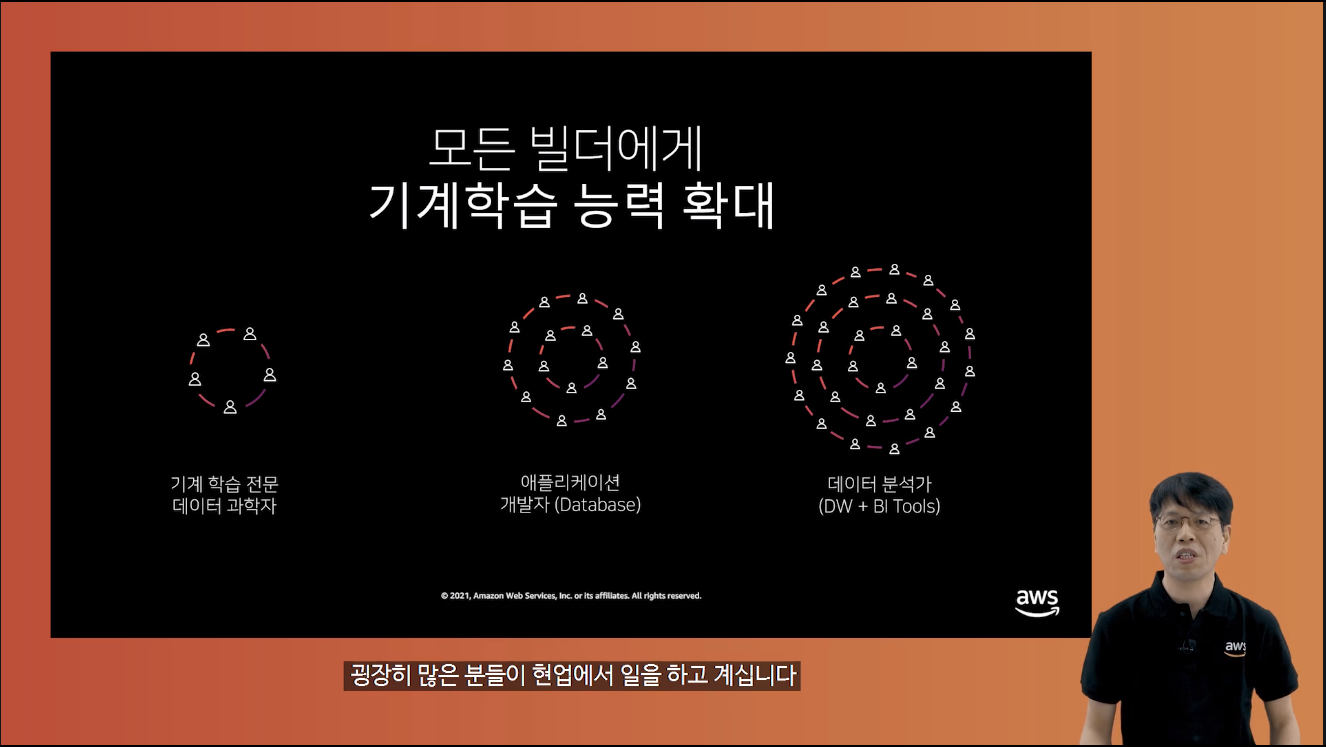 모든 빌더에게
기계학습 능력 확대
기계 학습 전문
데이터 과학자
애플리케이션
개발자 (Database)
데이터 분석가
(DW + BI Tools)
© 2021, Amazon Web Services, Inc. or its affiliates. All rights reserved.
aws
aws
굉장히 많은 분들이 현업에서 일을 하고 계십니다